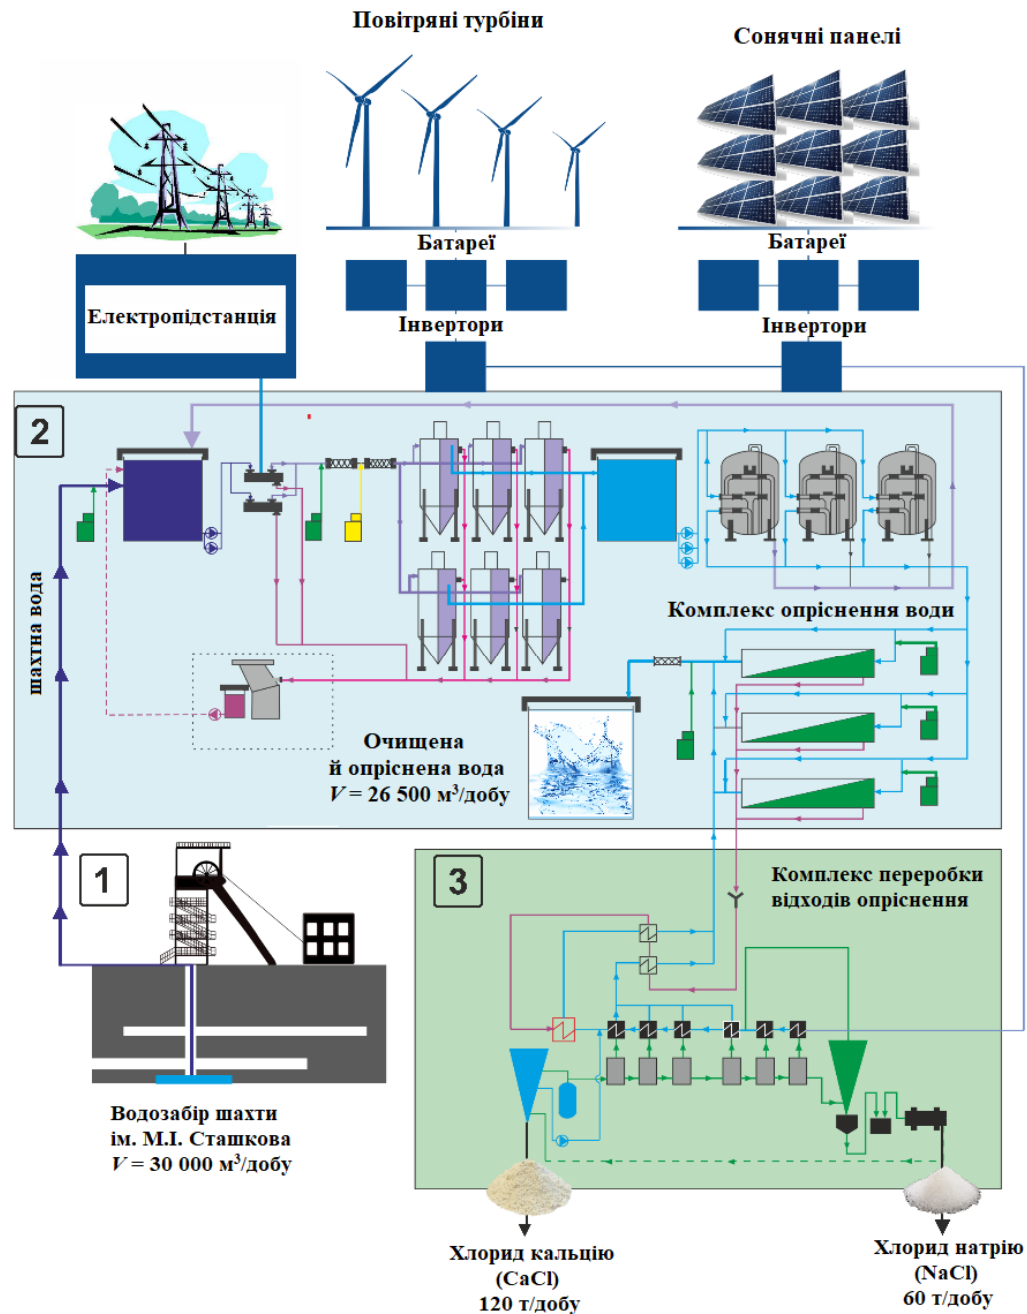 Повітряні турбіни
Сонячні панелі
Батареї
Батареї
Електропідстанція
Інвертори
Інвертори
2
шахтна вода
Комплекс опріснення води
Очищена
й опріснена вода
V = 26 500 м³/добу
1
3
Комплекс переробки
відходів опріснення
Водозабір шахти
ім. М.І. Сташкова
V = 30 000 м³/добу
Хлорид кальцію
(CaCl)
120 т/добу
Хлорид натрію
(NaCl)
60 т/добу